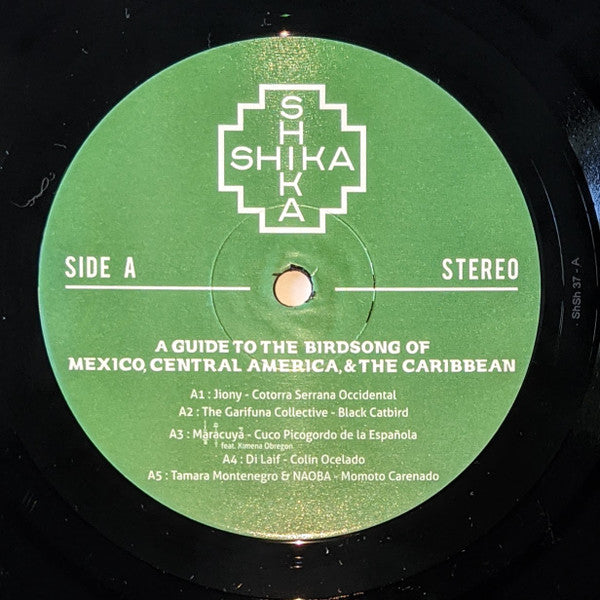 SHIKA
SHIKA
SIDE A
STEREO
ShSh 37 - A
A GUIDE TO THE BIRDSONG OF
MEXICO, CENTRAL AMERICA, & THE CARIBBEAN
A1 : Jiony - Cotorra Serrana Occidental
A2 : The Garifuna Collective - Black Catbird
A3 : Maracuyá - Cuco Picogordo de la Española
feat. Ximena Obregon
A4 : Di Laif - Colín Ocelado
A5 : Tamara Montenegro & NAOBA - Momoto Carenado